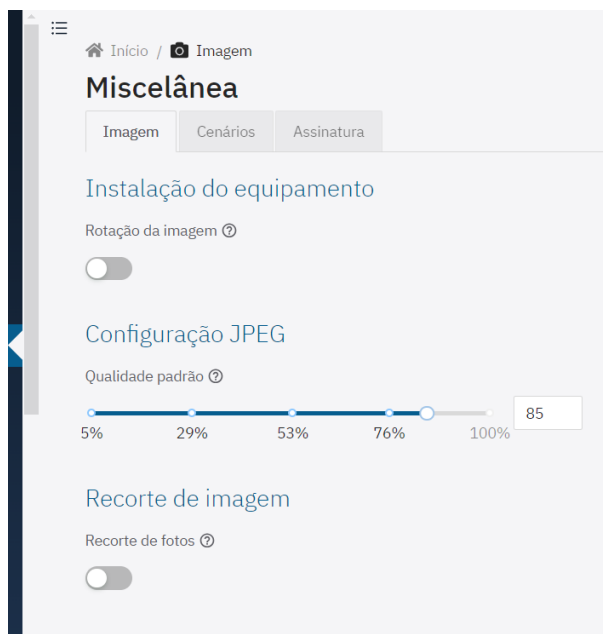 Início / Imagem
Miscelânea
Imagem Cenários Assinatura
Instalação do equipamento
Rotação da imagem
Configuração JPEG
Qualidade padrão
85
5% 29% 53% 76% 100%
Recorte de imagem
Recorte de fotos